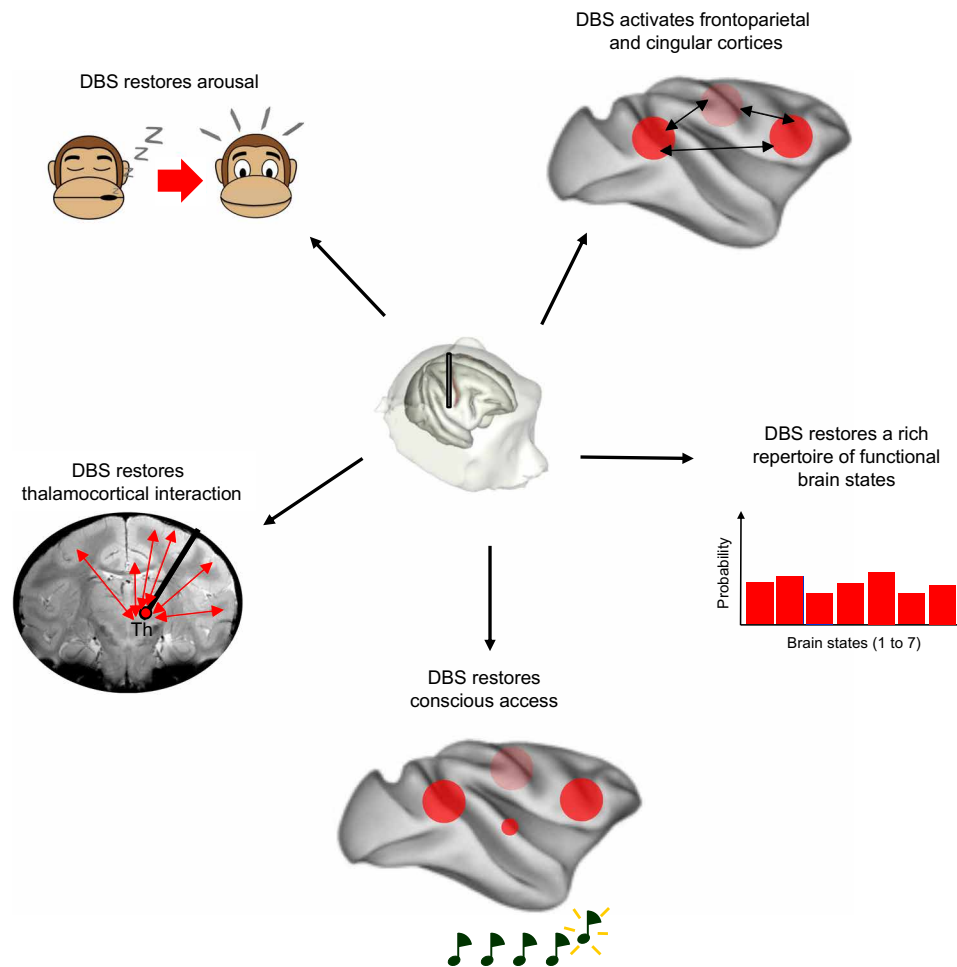 DBS activates frontoparietal
and cingular cortices
DBS restores arousal
Z
Z
Z
z
z
DBS restores a rich
repertoire of functional
brain states
DBS restores
thalamocortical interaction
Th
Probability
Brain states (1 to 7)
DBS restores
conscious access